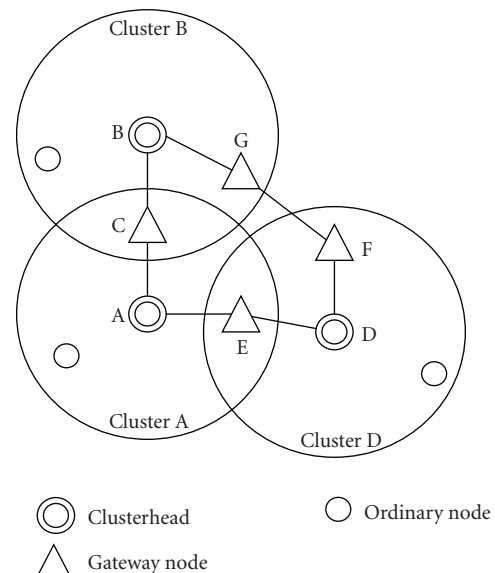 Cluster B
B
G
C
F
A
E
D
Cluster A
Cluster D
Clusterhead
Ordinary node
Gateway node